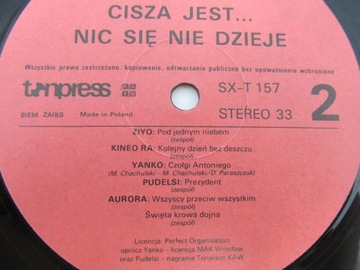 CISZA JEST...
NIC SIĘ NIE DZIEJE
Wszystkie prawa zastrzeżone, kopiowanie, odtwarzanie publiczne bez upoważnienia wzbronione
tonpress
SX-T 157
BIEM ZAIKS
Made in Poland
STEREO 33
2
ZIYO: Pod jednym niebem
(zespół)
KINEO RA: Kolejny dzień bez deszczu
(zespół)
YANKO: Czołgi Antoniego
(M. Chachulski - M. Chachulski / D. Paraszczuk)
PUDELSI: Prezydent
(zespół)
AURORA: Wszyscy przeciw wszystkim
(zespół)
Święta krowa dojna
(zespół)
Licencja: Perfect Organization
oprócz Yanko - licencja MAK Wrocław
oraz Pudelsi - nagranie Tonpress KAW